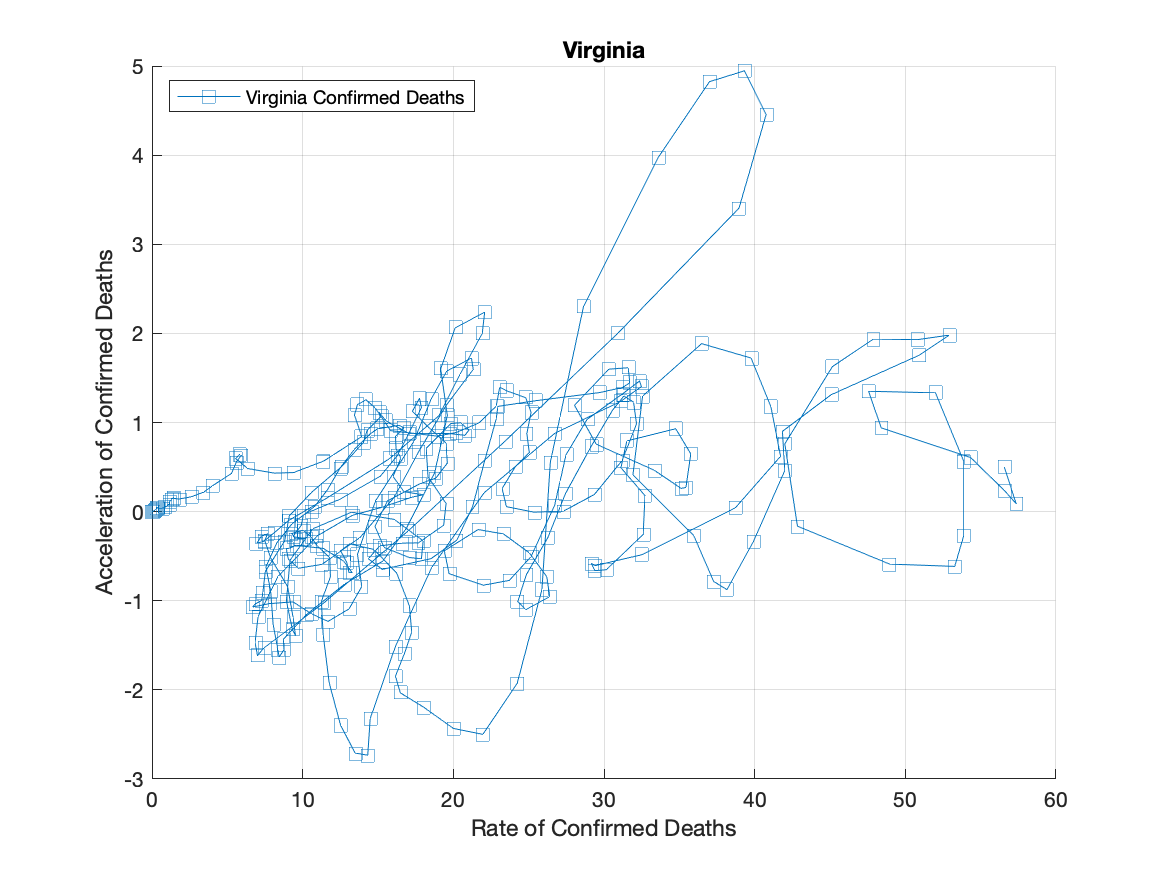 Virginia
Virginia Confirmed Deaths
5
4
3
2
1
0
-1
-2
-3
Acceleration of Confirmed Deaths
0 10 20 30 40 50 60
Rate of Confirmed Deaths